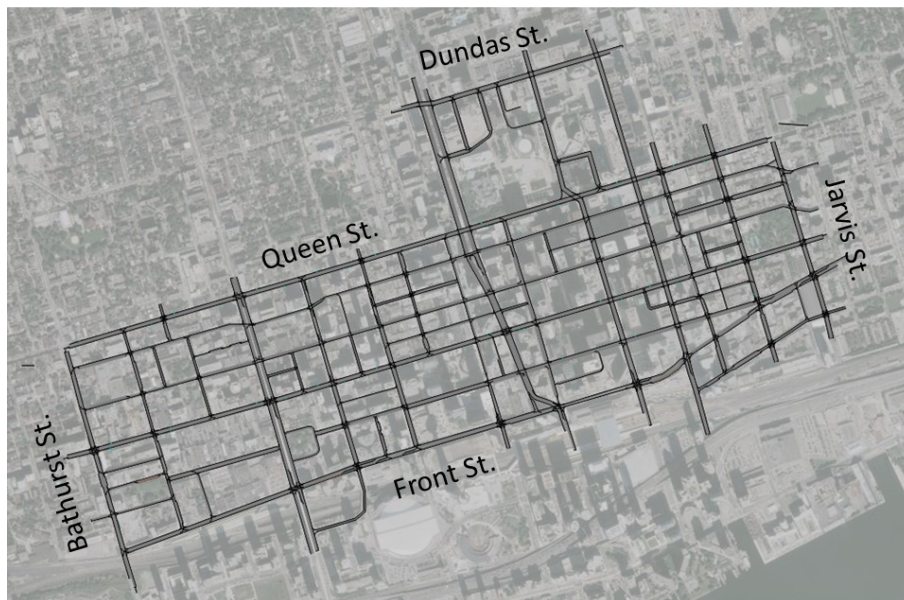 Dundas St.
Queen St.
Jarvis St.
Bathurst St.
Front St.